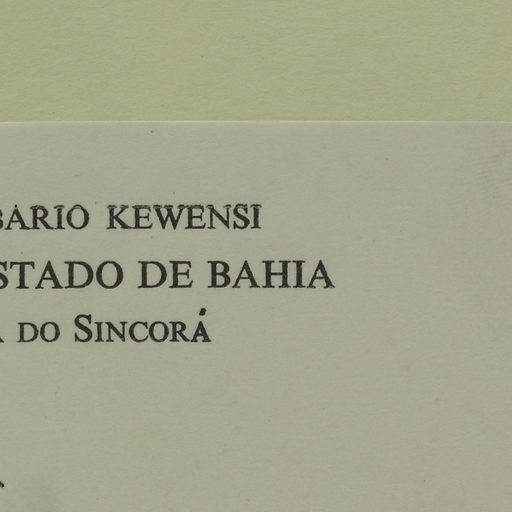 BARIO KEWENSI
STADO DE BAHIA
A DO SINCORÁ